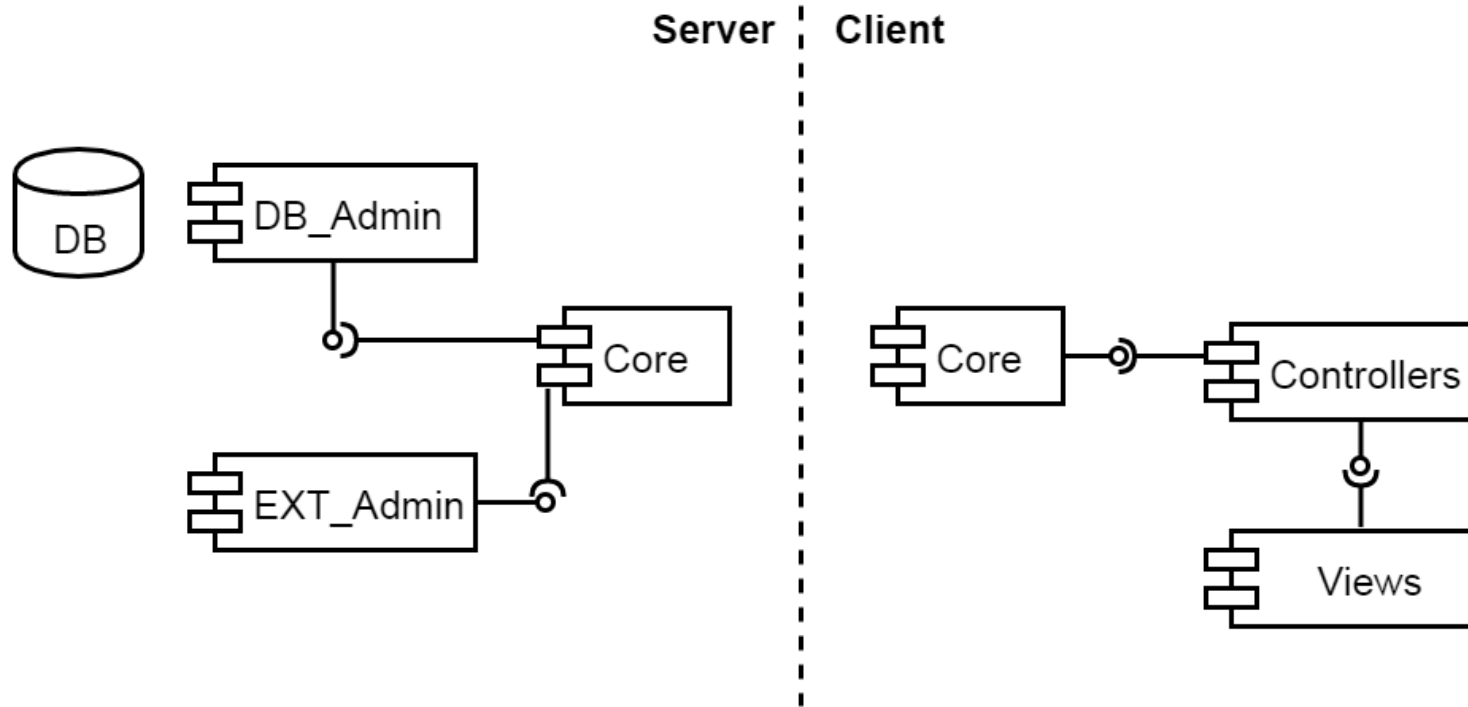 Server
Client
DB
DB_Admin
Core
EXT_Admin
Core
Controllers
Views